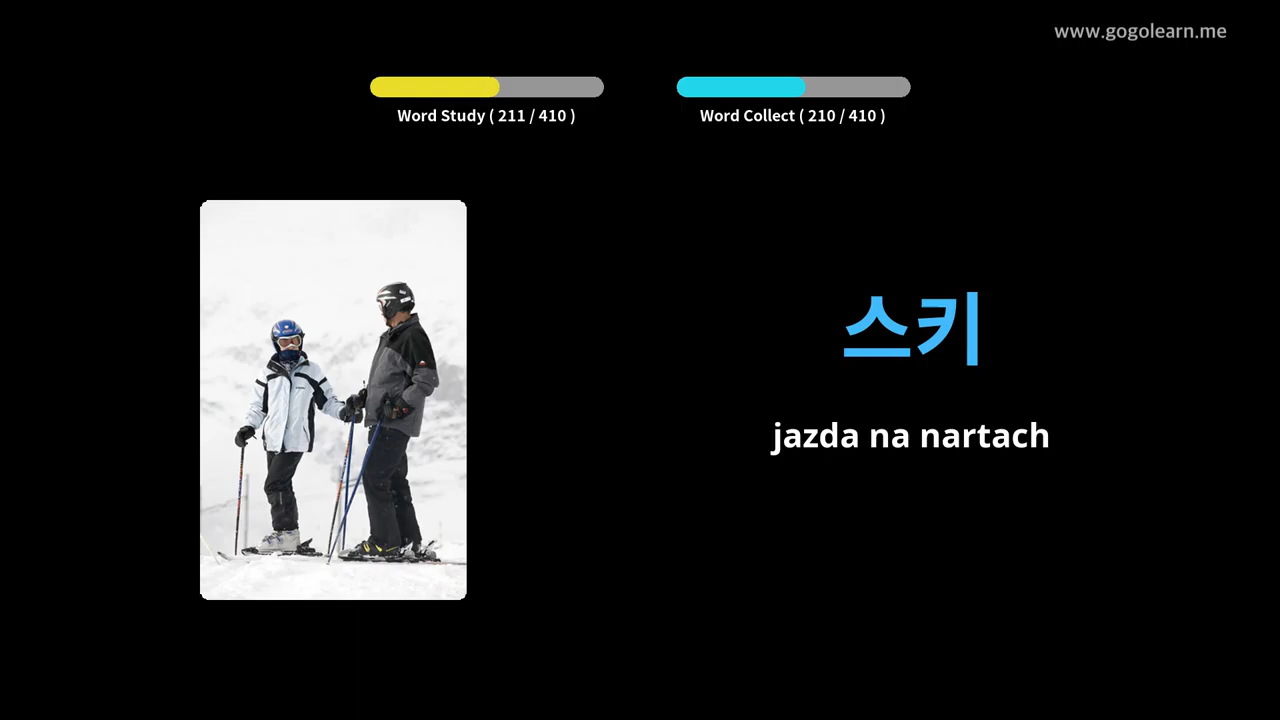 www.gogolearn.me
Word Study ( 211 / 410 )
Word Collect ( 210 / 410 )
스키
jazda na nartach